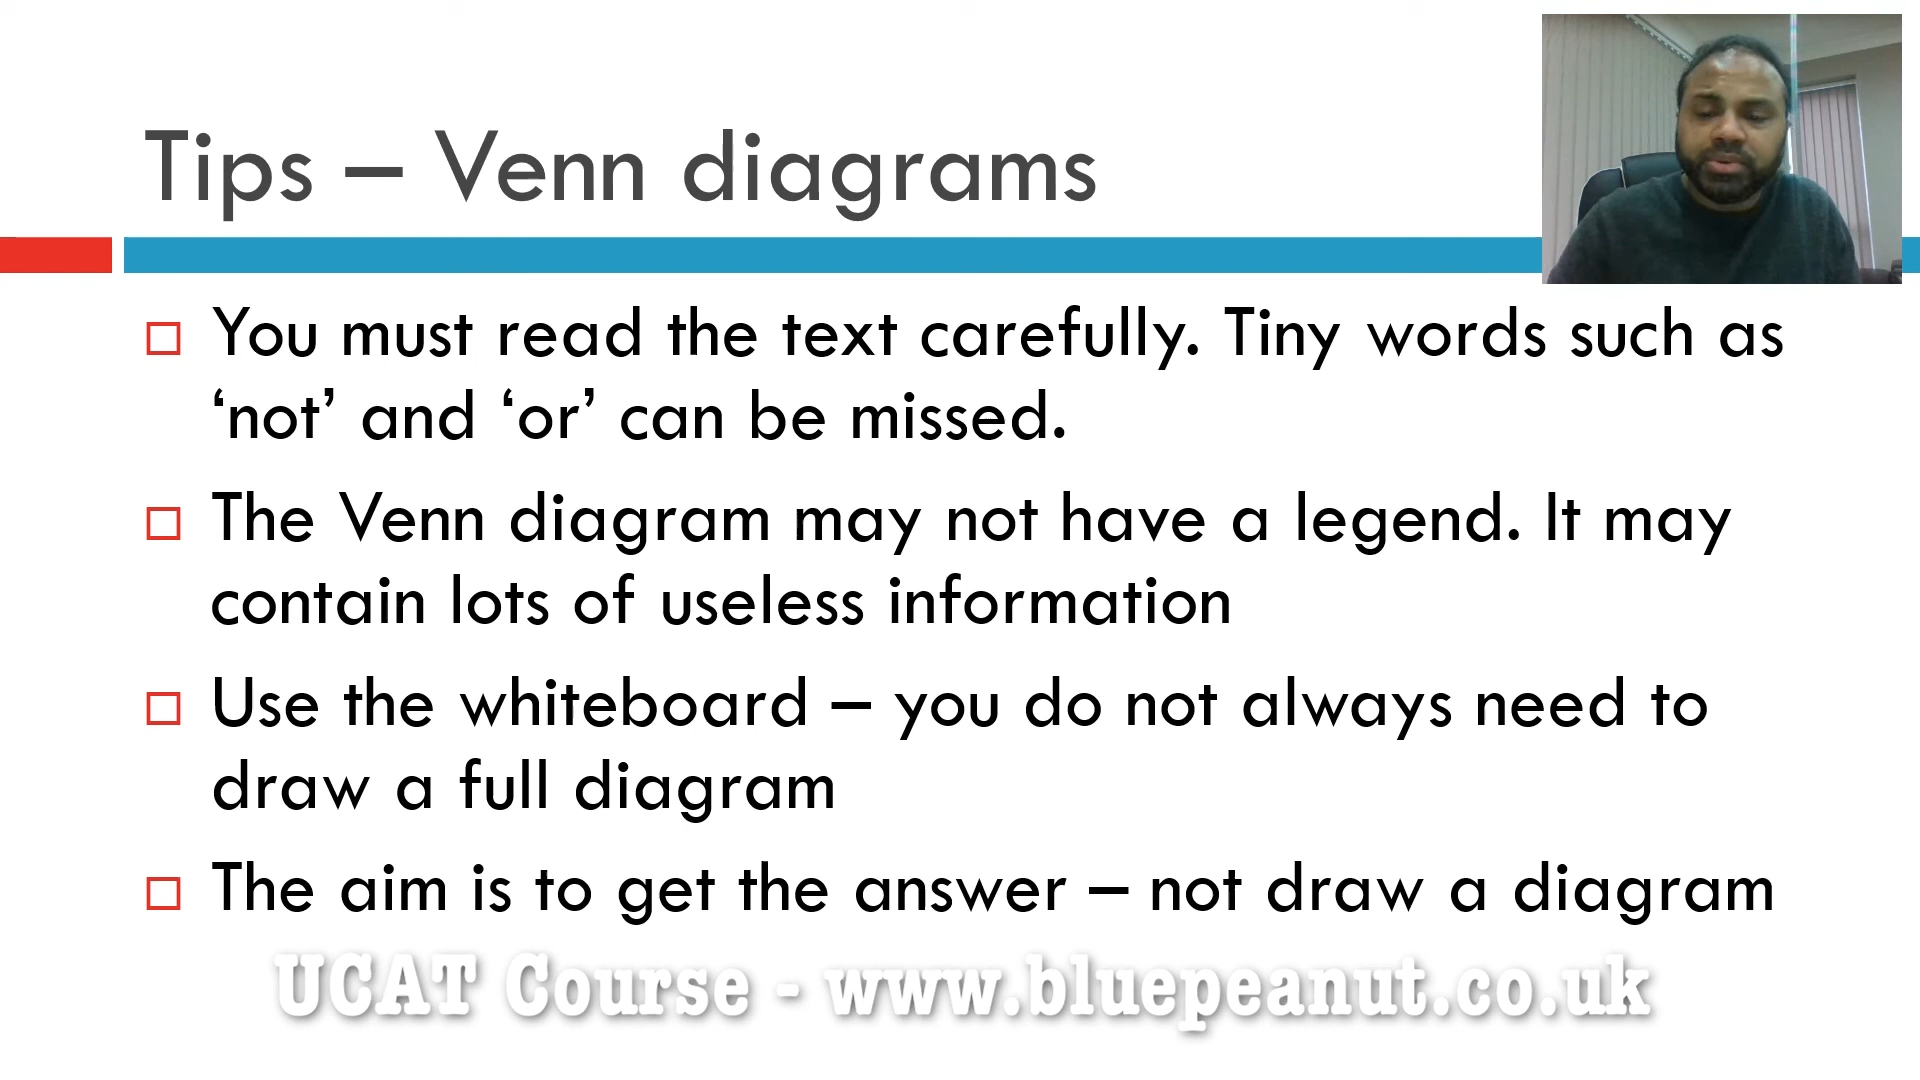 Tips – Venn diagrams
You must read the text carefully. Tiny words such as
‘not’ and ‘or’ can be missed.
The Venn diagram may not have a legend. It may
contain lots of useless information
Use the whiteboard – you do not always need to
draw a full diagram
The aim is to get the answer – not draw a diagram
UCAT Course - www.bluepeanut.co.uk